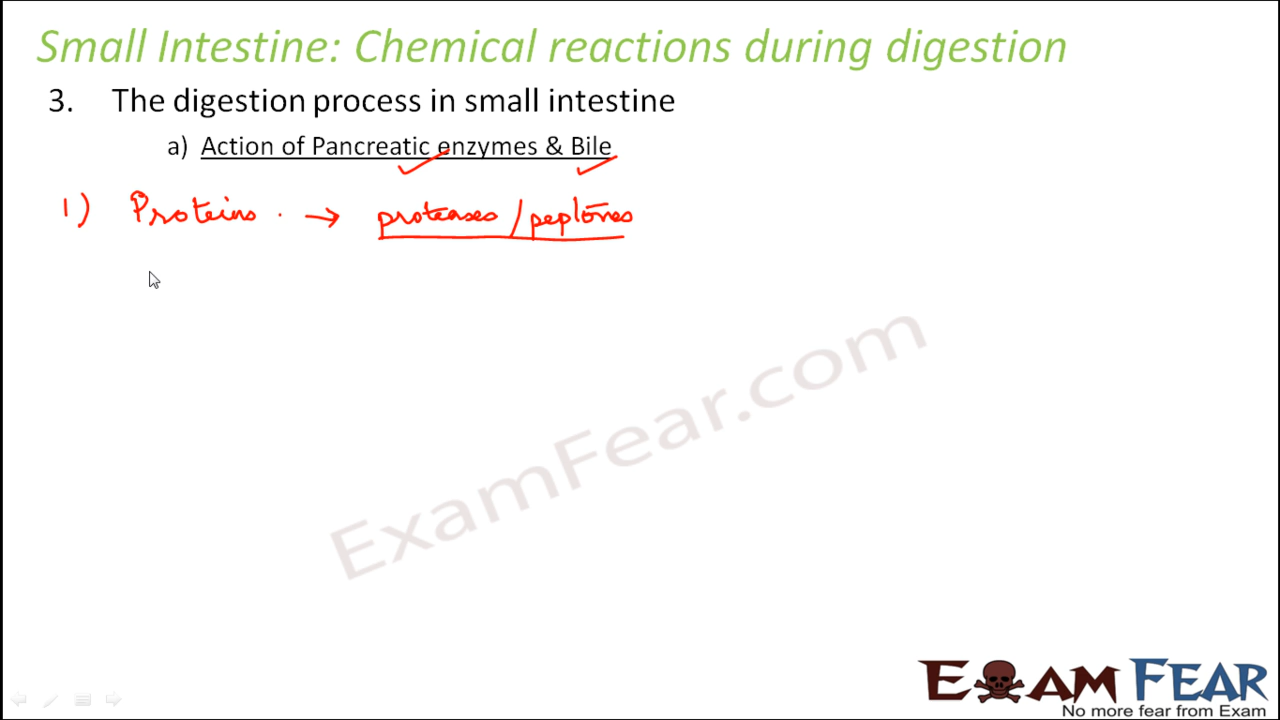 Small Intestine: Chemical reactions during digestion
3. The digestion process in small intestine
a) Action of Pancreatic enzymes & Bile
1) Proteins . → proteases / peptones
ExamFear.com
EXAM FEAR
No more fear from Exam